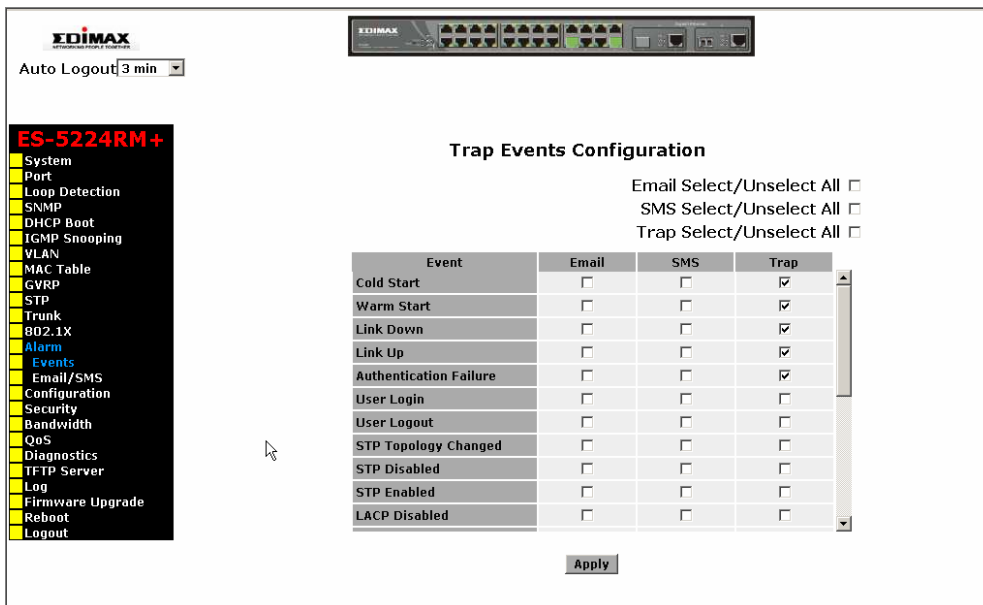 EDIMAX
NETWORKING PEOPLE TOGETHER
EDIMAX
Auto Logout 3 min
ES-5224RM+
System
Port
Loop Detection
SNMP
DHCP Boot
IGMP Snooping
VLAN
MAC Table
GVRP
STP
Trunk
802.1X
Alarm
Events
Email/SMS
Configuration
Security
Bandwidth
QoS
Diagnostics
TFTP Server
Log
Firmware Upgrade
Reboot
Logout
Trap Events Configuration
Email Select/Unselect All
SMS Select/Unselect All
Trap Select/Unselect All
Event Email SMS Trap
Cold Start
Warm Start
Link Down
Link Up
Authentication Failure
User Login
User Logout
STP Topology Changed
STP Disabled
STP Enabled
LACP Disabled
Apply